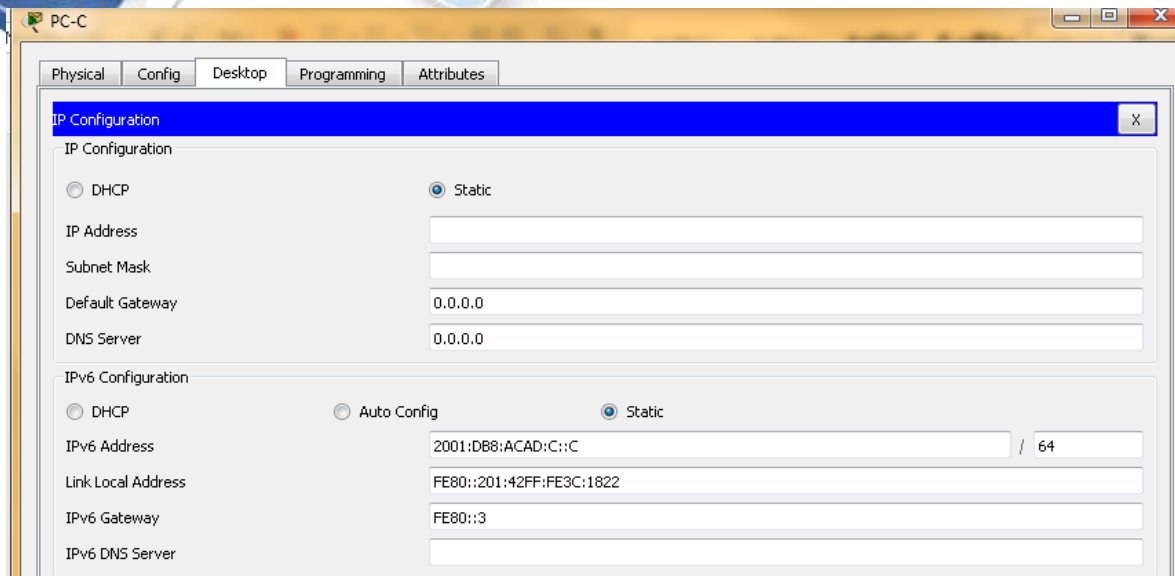 PC-C
Physical Config Desktop Programming Attributes
IP Configuration X
IP Configuration
DHCP Static
IP Address
Subnet Mask
Default Gateway 0.0.0.0
DNS Server 0.0.0.0
IPv6 Configuration
DHCP Auto Config Static
IPv6 Address 2001:DB8:ACAD:C::C / 64
Link Local Address FE80::201:42FF:FE3C:1822
IPv6 Gateway FE80::3
IPv6 DNS Server